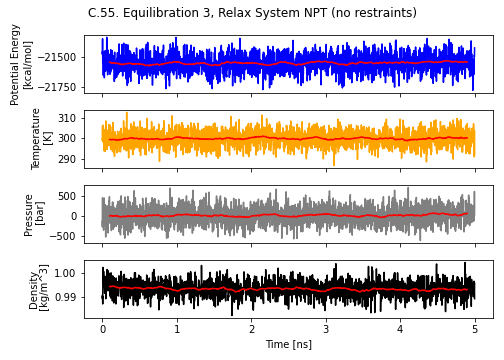 C.55. Equilibration 3, Relax System NPT (no restraints)
Potential Energy
[kcal/mol]
−21500
−21750
Temperature
[K]
310
300
290
Pressure
[bar]
500
0
−500
Density
[kg/m^3]
1.00
0.99
0
1
2
3
4
5
Time [ns]